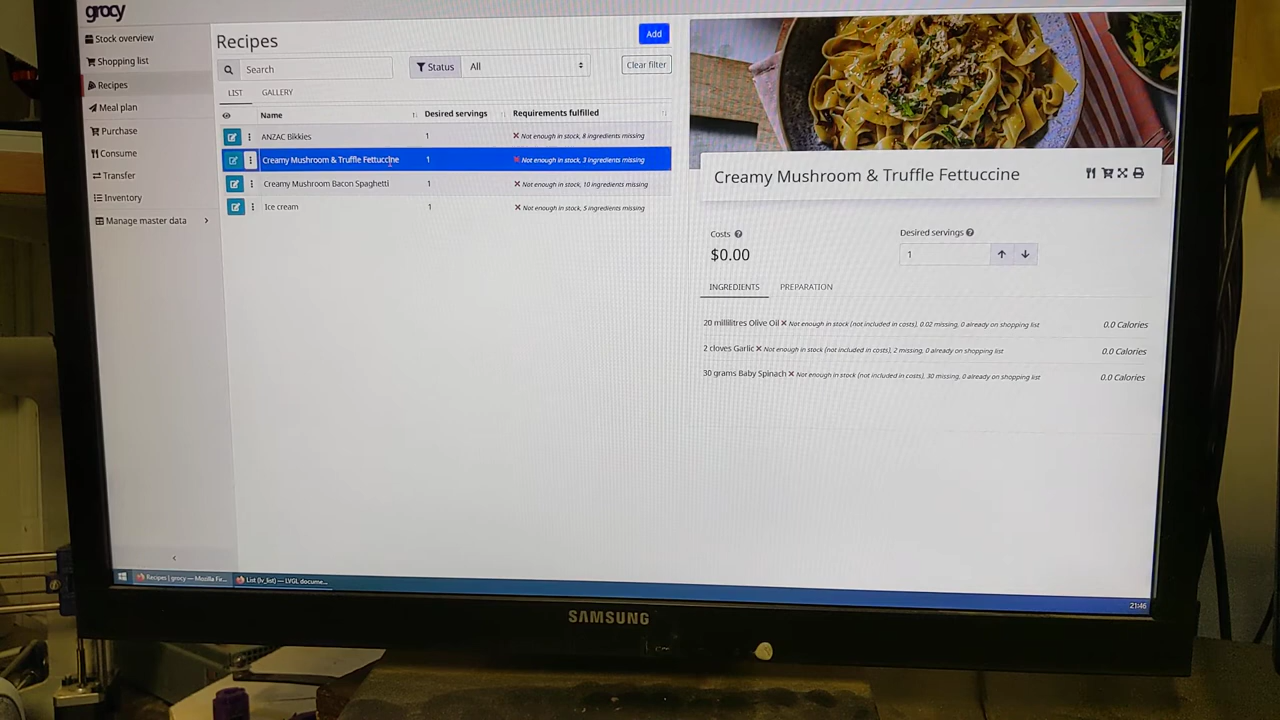 grocy
Stock overview
Shopping list
Recipes
Meal plan
Purchase
Consume
Transfer
Inventory
Manage master data
Recipes
Add
Search
Status
All
Clear filter
LIST
GALLERY
Name
Desired servings
Requirements fulfilled
ANZAC Bikkies 1 Not enough in stock, 8 ingredients missing
Creamy Mushroom & Truffle Fettuccine 1 Not enough in stock, 3 ingredients missing
Creamy Mushroom Bacon Spaghetti 1 Not enough in stock, 10 ingredients missing
Ice cream 1 Not enough in stock, 5 ingredients missing
Creamy Mushroom & Truffle Fettuccine
Costs
$0.00
Desired servings
1
INGREDIENTS
PREPARATION
20 millilitres Olive Oil Not enough in stock (not included in costs), 0.02 missing, 0 already on shopping list 0.0 Calories
2 cloves Garlic Not enough in stock (not included in costs), 2 missing, 0 already on shopping list 0.0 Calories
30 grams Baby Spinach Not enough in stock (not included in costs), 30 missing, 0 already on shopping list 0.0 Calories
Recipes | grocy — Mozilla Fir...
List (lv_list) — LVGL docume...
21:46
SAMSUNG